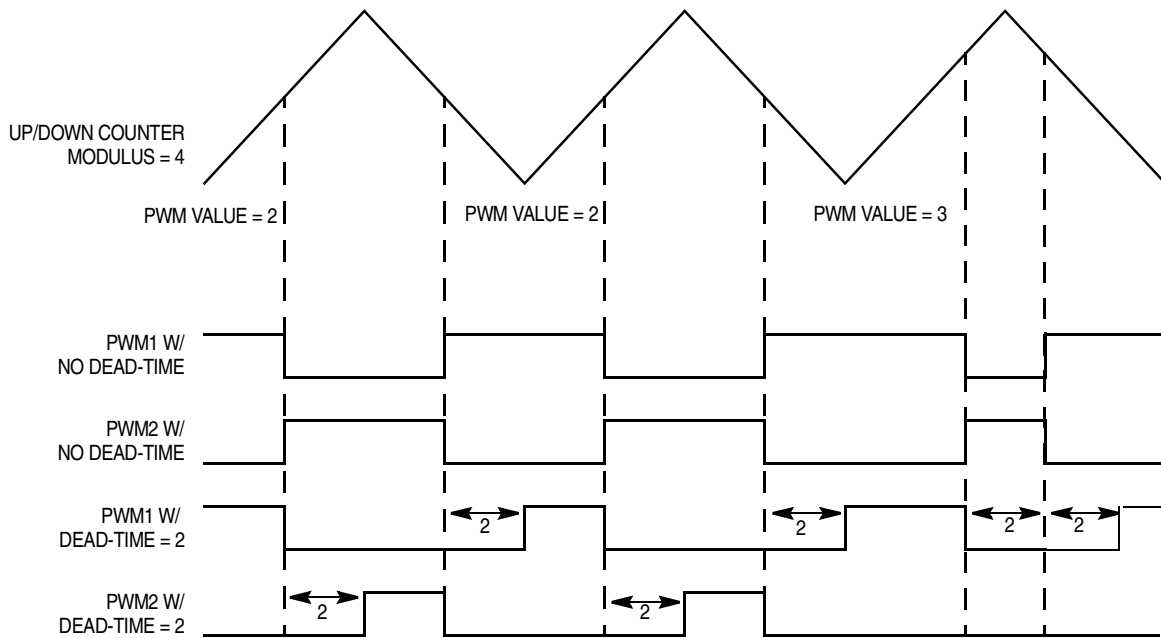 UP/DOWN COUNTER
MODULUS = 4
PWM VALUE = 2
PWM VALUE = 2
PWM VALUE = 3
PWM1 W/
NO DEAD-TIME
PWM2 W/
NO DEAD-TIME
PWM1 W/
DEAD-TIME = 2
2
2
2
2
PWM2 W/
DEAD-TIME = 2
2
2